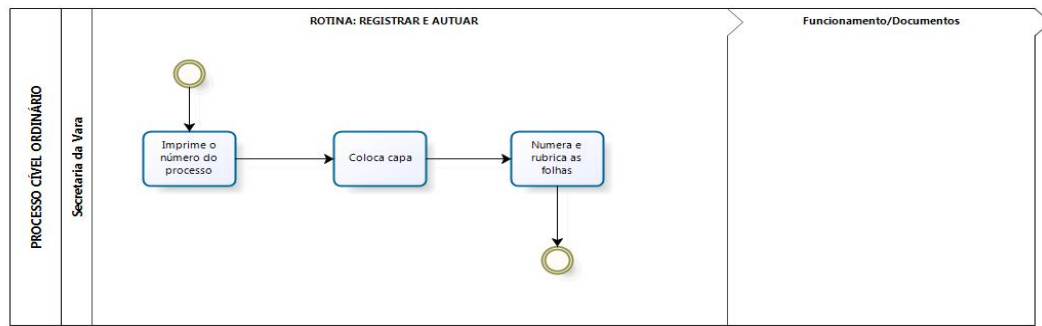 ROTINA: REGISTRAR E AUTUAR
Funcionamento/Documentos
PROCESSO CÍVEL ORDINÁRIO
Secretaria da Vara
Imprime o
número do
processo
Coloca capa
Numera e
rubrica as
folhas